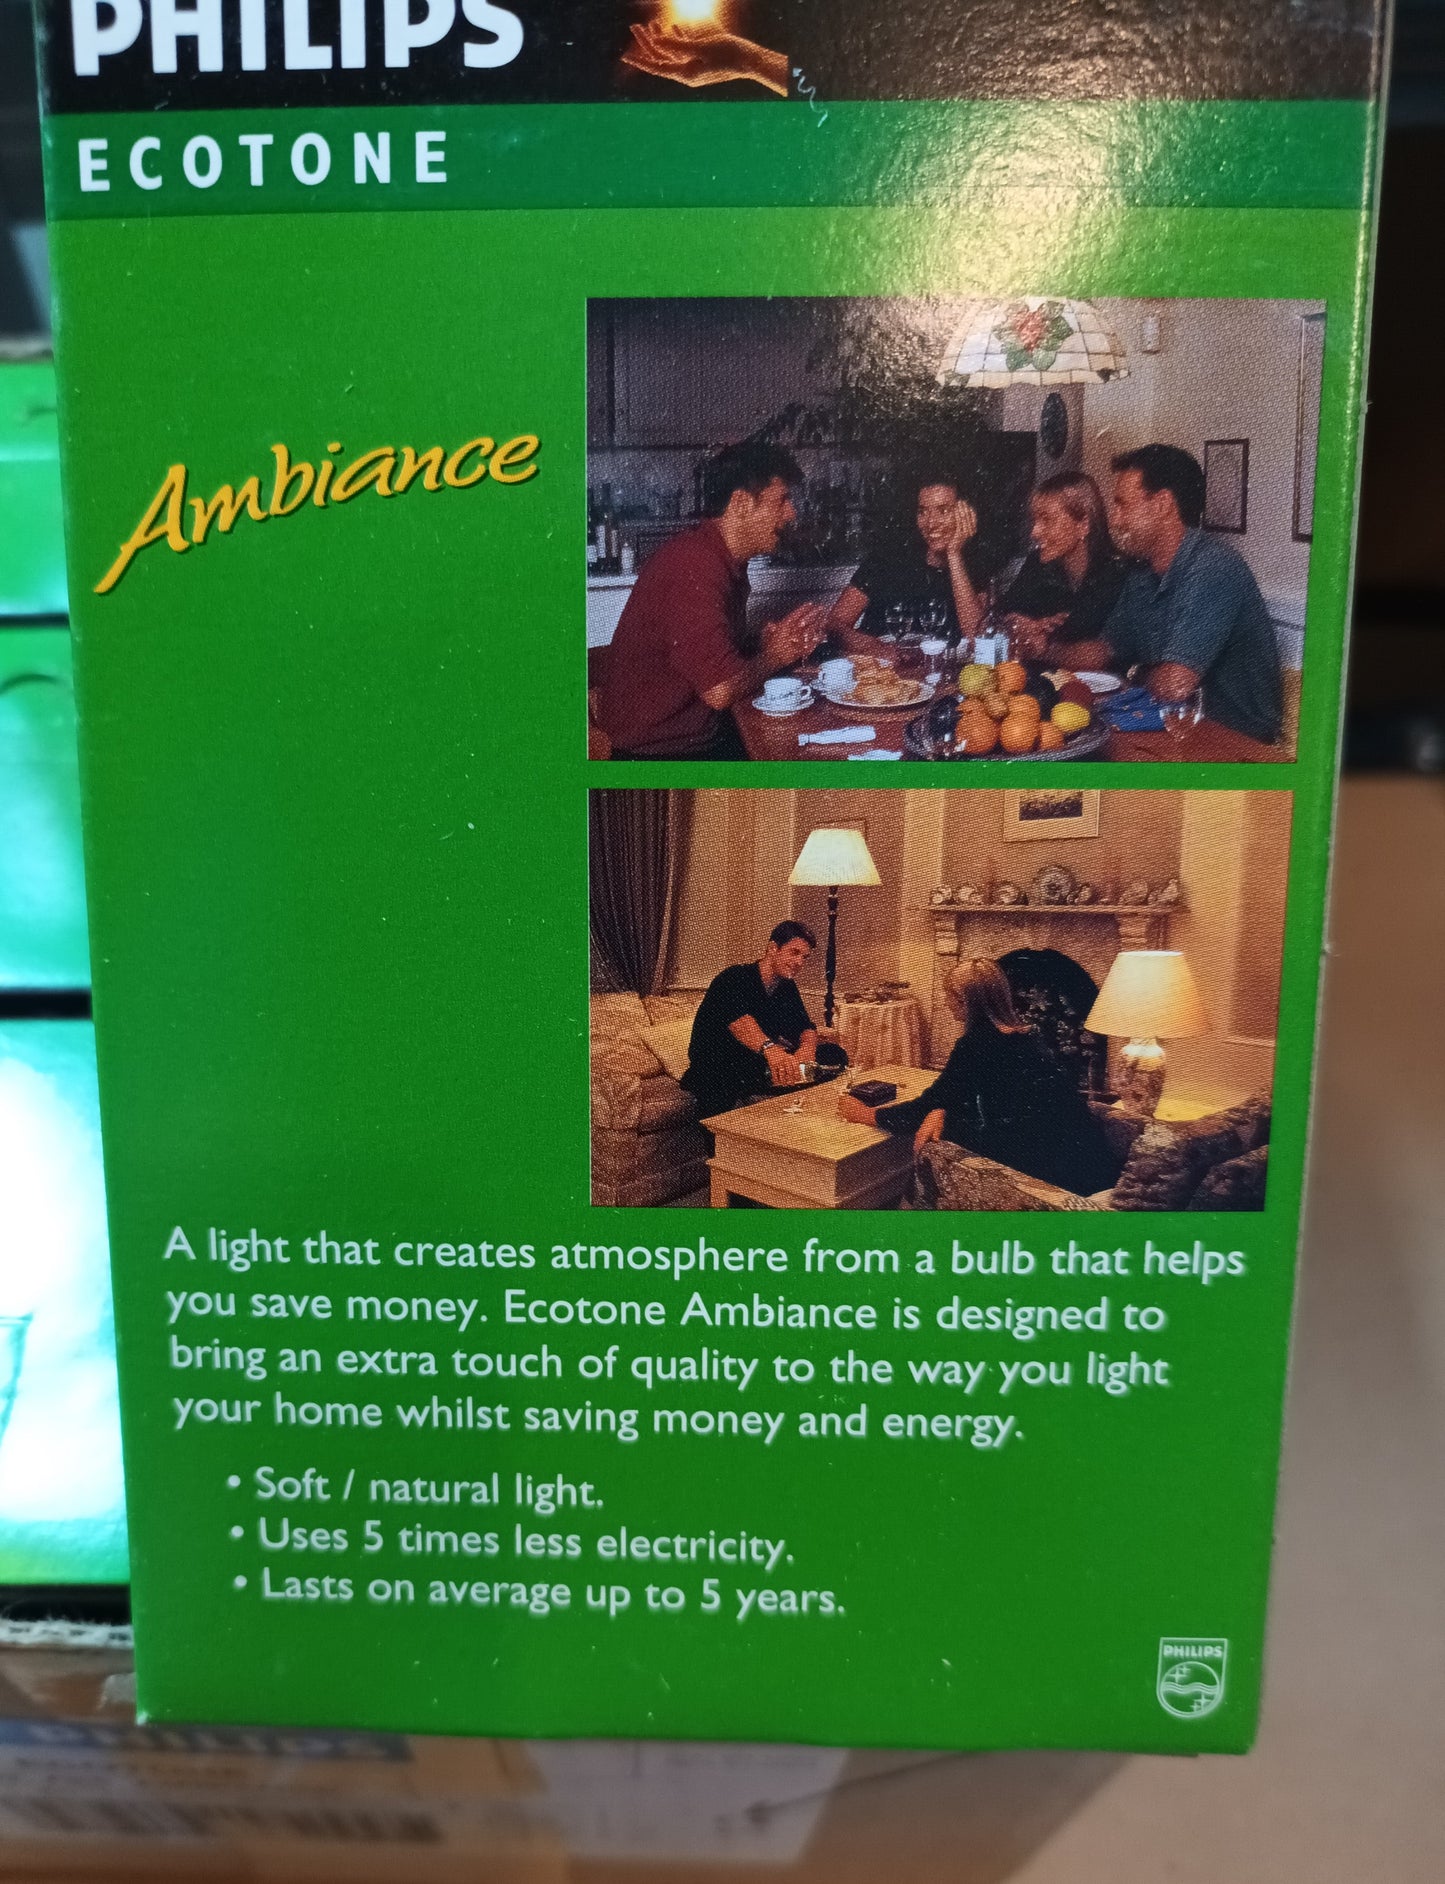 PHILIPS
ECOTONE
Ambiance
A light that creates atmosphere from a bulb that helps
you save money. Ecotone Ambiance is designed to
bring an extra touch of quality to the way you light
your home whilst saving money and energy.
• Soft / natural light.
• Uses 5 times less electricity.
• Lasts on average up to 5 years.
PHILIPS
PHILIPS